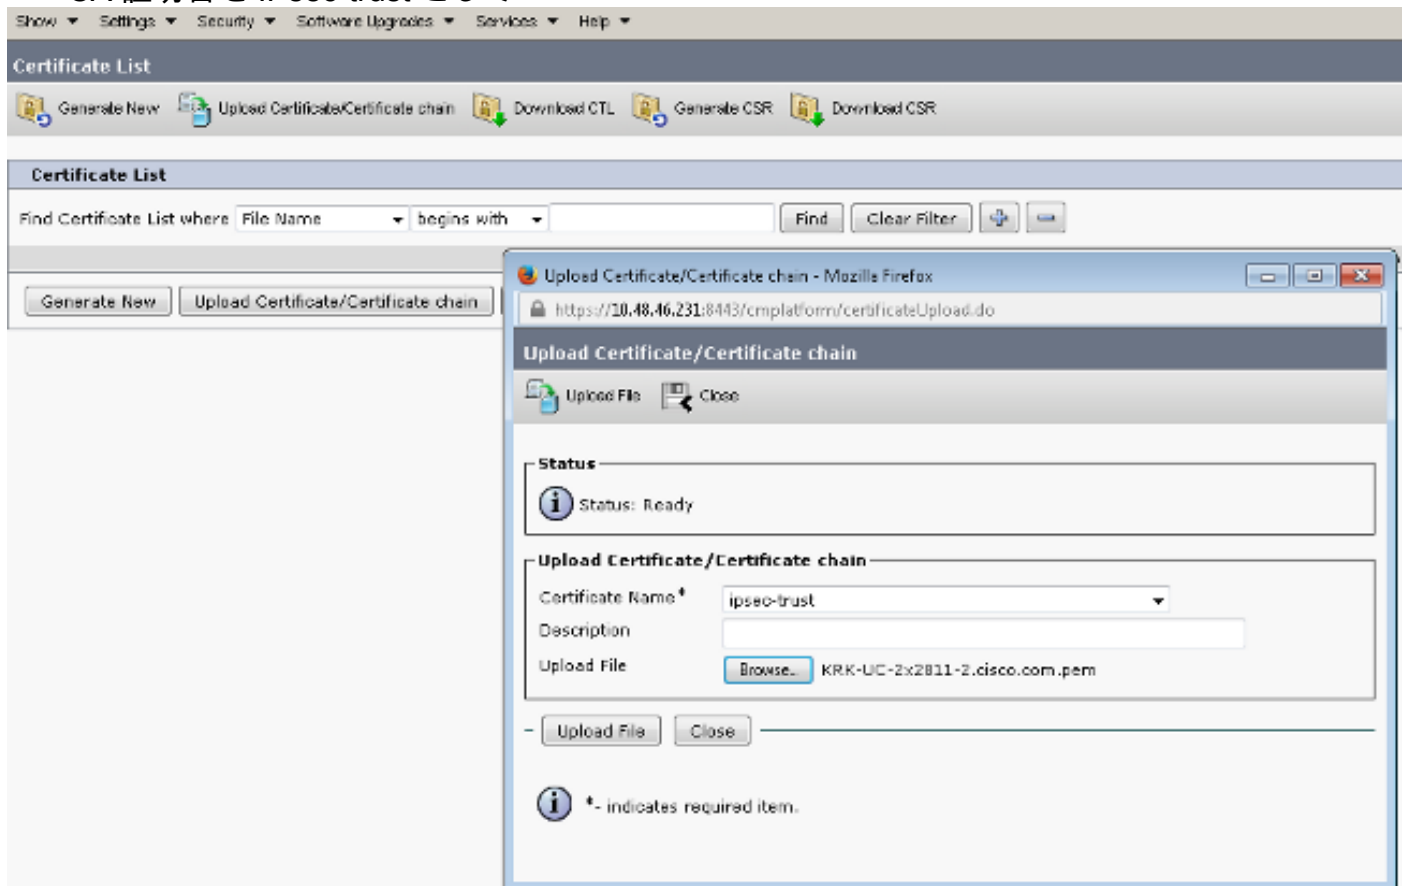 Show Settings Security Software Upgrades Services Help
Certificate List
Generate New Upload Certificate/Certificate chain Download CTL Generate CSR Download CSR
Certificate List
Find Certificate List where File Name begins with Find Clear Filter
Generate New Upload Certificate/Certificate chain
Upload Certificate/Certificate chain - Mozilla Firefox
https://10.48.46.231:8443/cmplatform/certificateUpload.do
Upload Certificate/Certificate chain
Upload File Close
Status
Status: Ready
Upload Certificate/Certificate chain
Certificate Name*
ipsec-trust
Description
Upload File Browse... KRK-UC-2x2811-2.cisco.com.pem
Upload File Close
*- indicates required item.